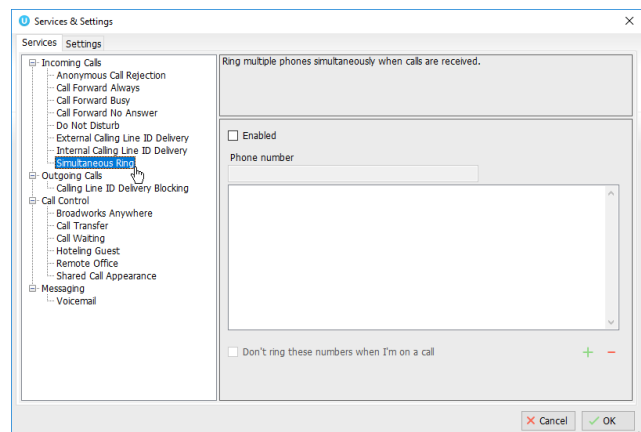 Services & Settings
Services Settings
Incoming Calls
Anonymous Call Rejection
Call Forward Always
Call Forward Busy
Call Forward No Answer
Do Not Disturb
External Calling Line ID Delivery
Internal Calling Line ID Delivery
Simultaneous Ring
Outgoing Calls
Calling Line ID Delivery Blocking
Call Control
Broadworks Anywhere
Call Transfer
Call Waiting
Hoteling Guest
Remote Office
Shared Call Appearance
Messaging
Voicemail
Ring multiple phones simultaneously when calls are received.
Enabled
Phone number
Don't ring these numbers when I'm on a call
Cancel OK